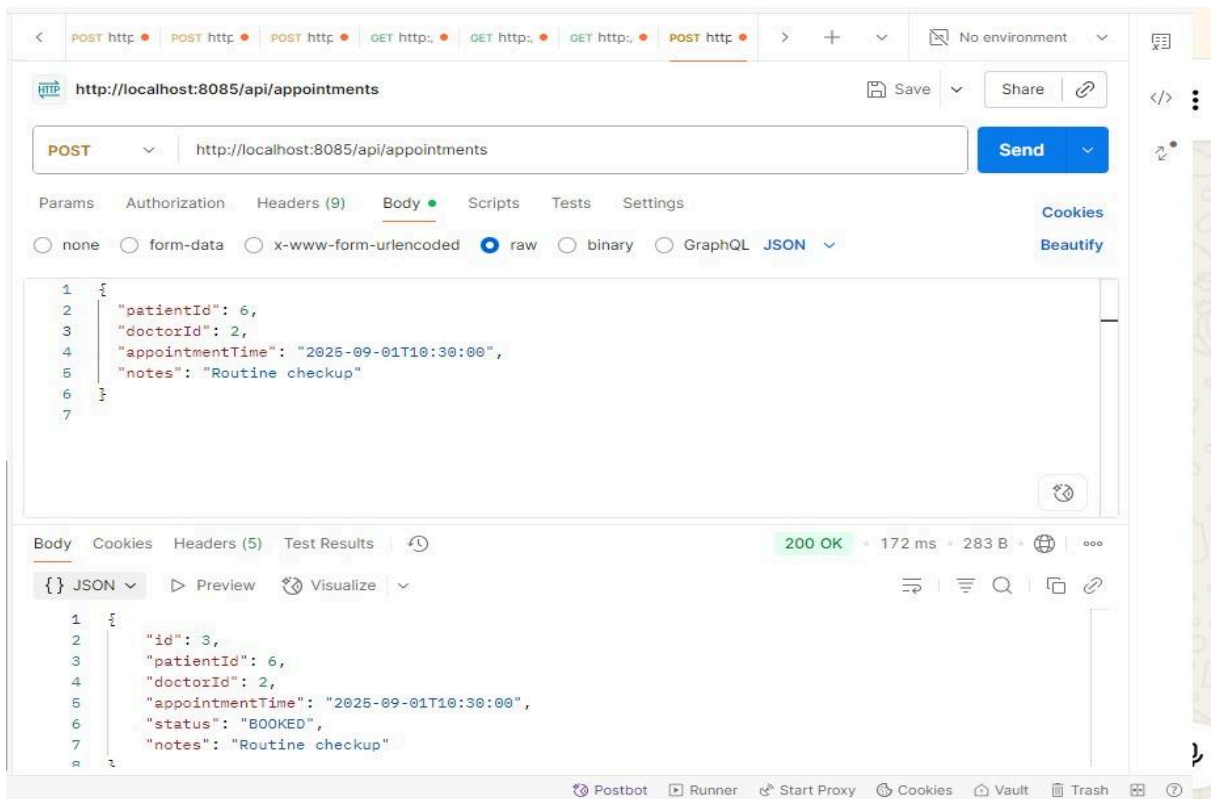 POST http POST http POST http GET http:, GET http:, GET http:, POST http No environment
HTTP http://localhost:8085/api/appointments Save Share
POST http://localhost:8085/api/appointments Send
Params Authorization Headers (9) Body Scripts Tests Settings Cookies
none form-data x-www-form-urlencoded raw binary GraphQL JSON Beautify
1 {
2 "patientId": 6,
3 "doctorId": 2,
4 "appointmentTime": "2025-09-01T10:30:00",
5 "notes": "Routine checkup"
6 }
7
Body Cookies Headers (5) Test Results 200 OK 172 ms 283 B
{} JSON Preview Visualize
1 {
2 "id": 3,
3 "patientId": 6,
4 "doctorId": 2,
5 "appointmentTime": "2025-09-01T10:30:00",
6 "status": "BOOKED",
7 "notes": "Routine checkup"
8 }
Postbot Runner Start Proxy Cookies Vault Trash